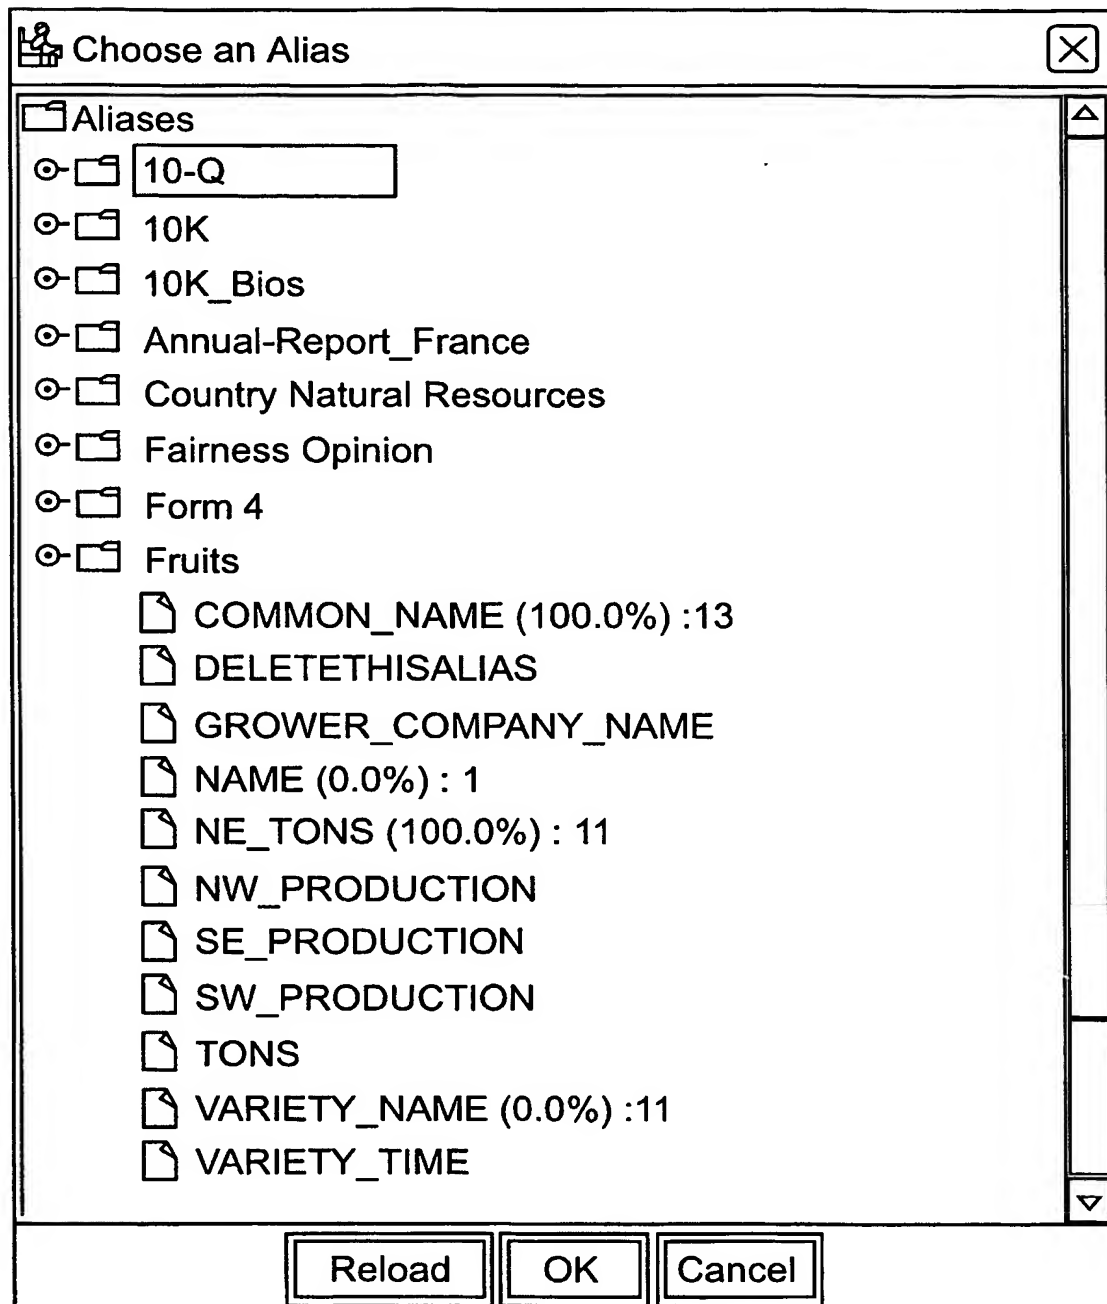 Choose an Alias
Aliases
10-Q
10K
10K_Bios
Annual-Report_France
Country Natural Resources
Fairness Opinion
Form 4
Fruits
COMMON_NAME (100.0%) :13
DELETETHISALIAS
GROWER_COMPANY_NAME
NAME (0.0%) : 1
NE_TONS (100.0%) : 11
NW_PRODUCTION
SE_PRODUCTION
SW_PRODUCTION
TONS
VARIETY_NAME (0.0%) :11
VARIETY_TIME
Reload OK Cancel